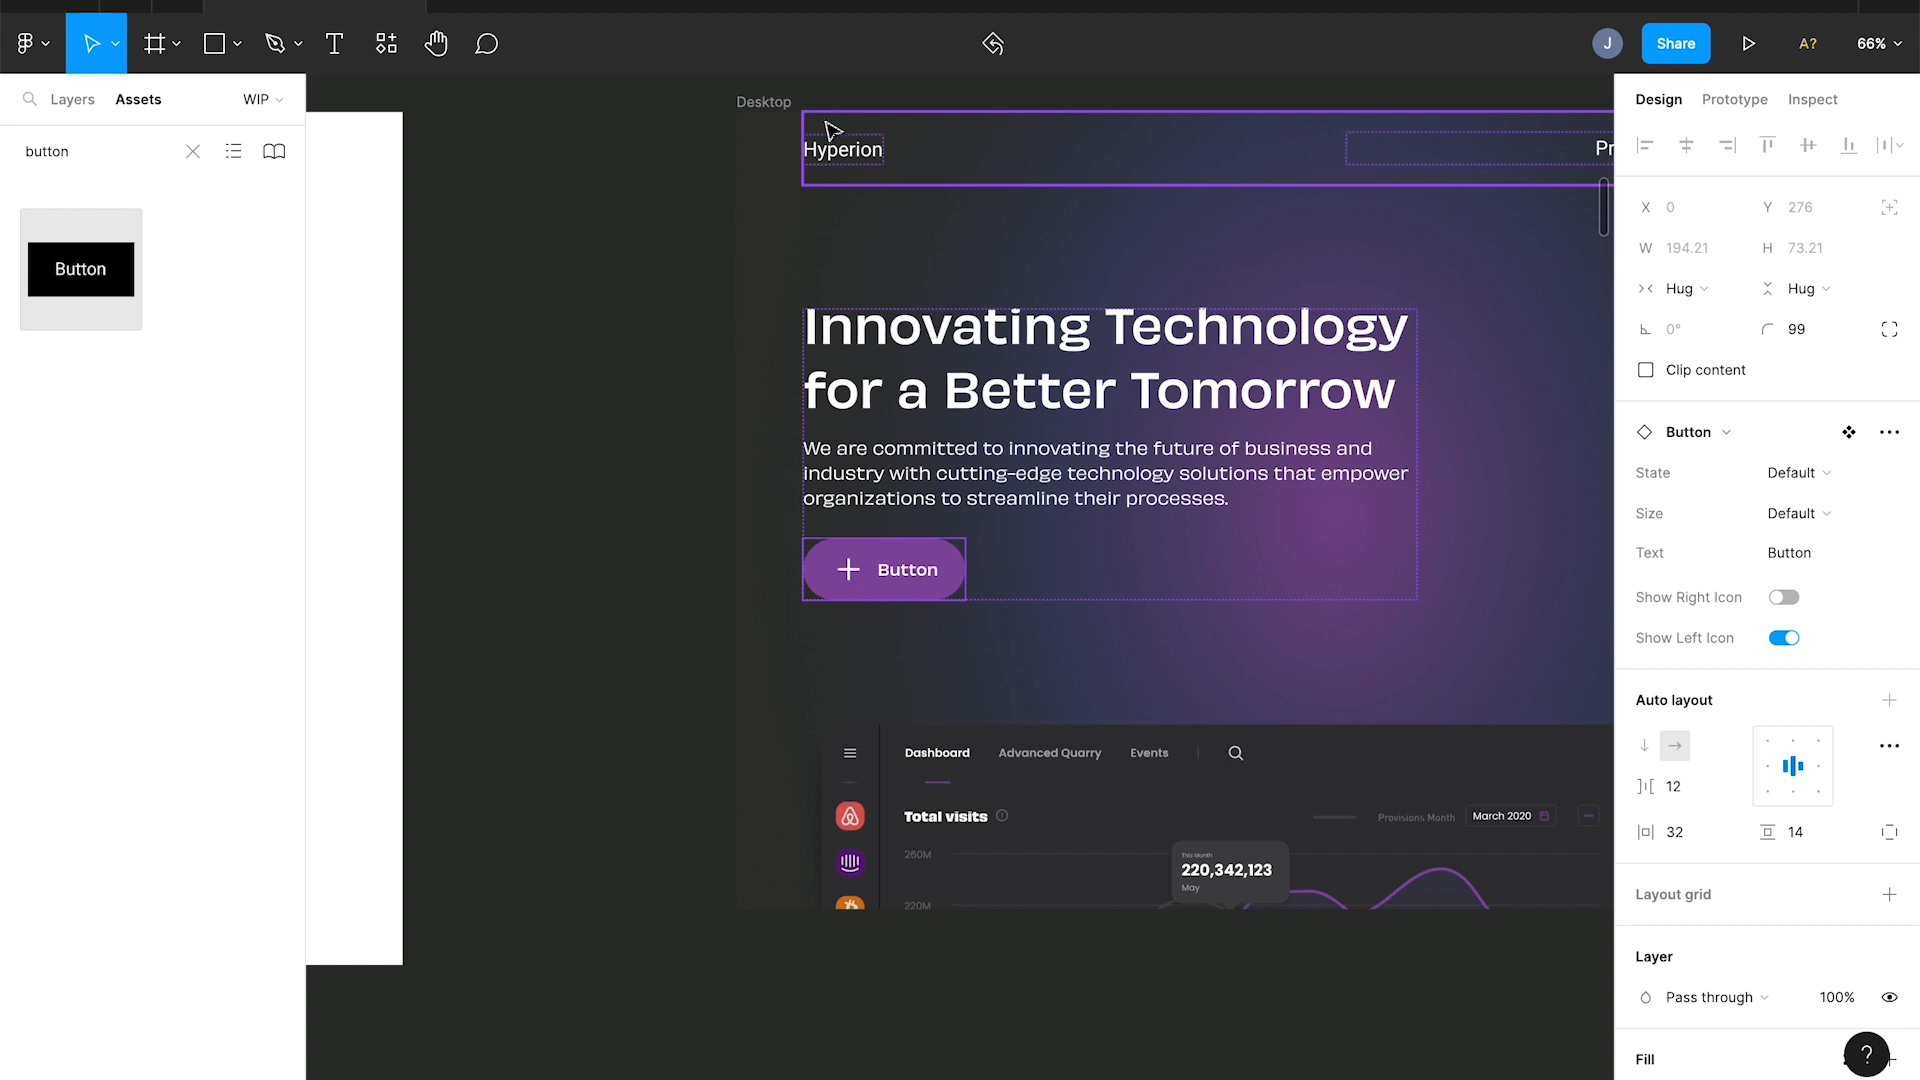 J
Share
A?
66%
Layers
Assets
WIP
button
Button
Desktop
Hyperion
Pr
Innovating Technology
for a Better Tomorrow
We are committed to innovating the future of business and
industry with cutting-edge technology solutions that empower
organizations to streamline their processes.
Button
Dashboard
Advanced Quarry
Events
Total visits
Provisions Month
March 2020
260M
This Month
220,342,123
May
220M
Design
Prototype
Inspect
X 0
Y 276
W 194.21
H 73.21
Hug
Hug
0°
99
Clip content
Button
State
Default
Size
Default
Text
Button
Show Right Icon
Show Left Icon
Auto layout
12
32
14
Layout grid
Layer
Pass through
100%
Fill
?